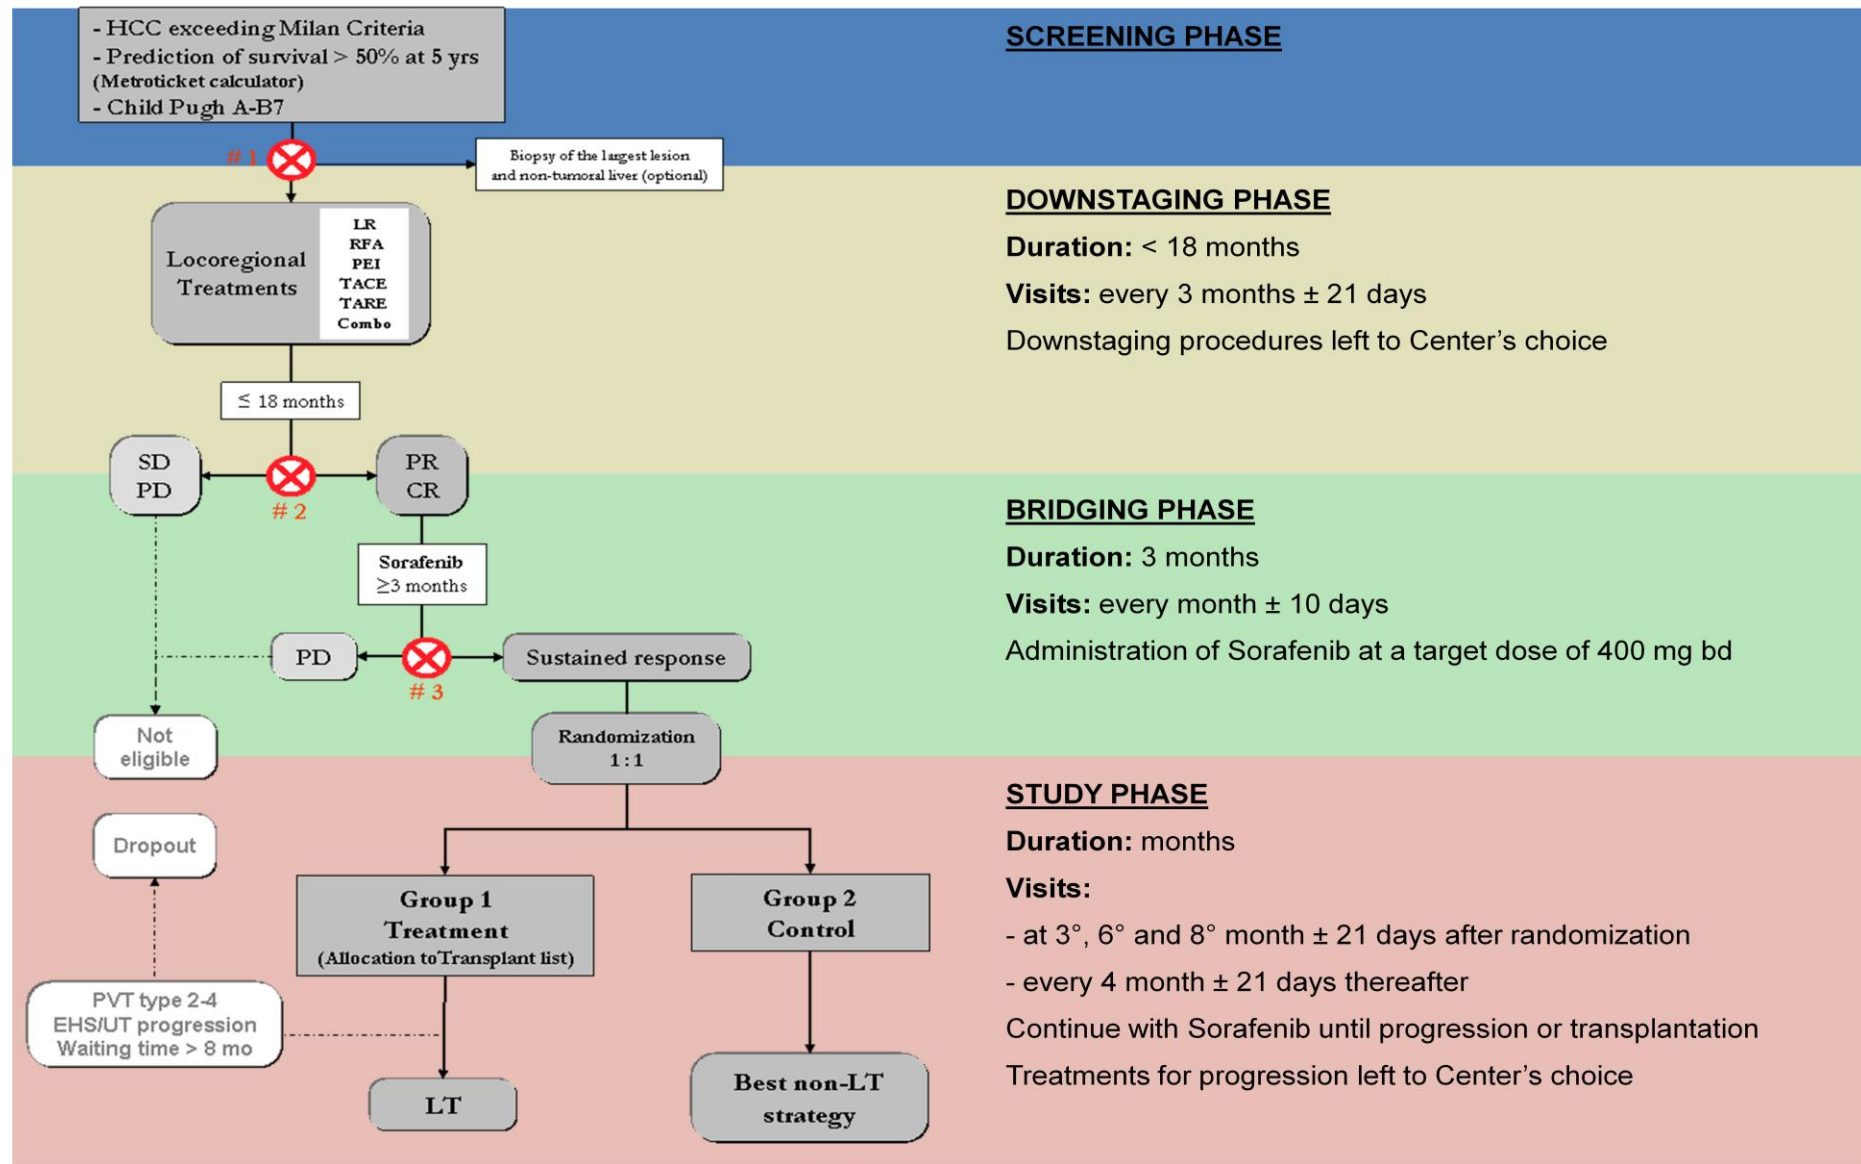 - HCC exceeding Milan Criteria
- Prediction of survival > 50% at 5 yrs
(Metroticket calculator)
- Child Pugh A-B7
# 1
Biopsy of the largest lesion
and non-tumoral liver (optional)
SCREENING PHASE
Locoregional
Treatments
LR
RFA
PEI
TACE
TARE
Combo
≤ 18 months
DOWNSTAGING PHASE
Duration: < 18 months
Visits: every 3 months ± 21 days
Downstaging procedures left to Center’s choice
SD
PD
# 2
PR
CR
Sorafenib
≥3 months
PD
# 3
Sustained response
Not
eligible
Randomization
1 : 1
BRIDGING PHASE
Duration: 3 months
Visits: every month ± 10 days
Administration of Sorafenib at a target dose of 400 mg bd
Dropout
Group 1
Treatment
(Allocation to Transplant list)
Group 2
Control
PVT type 2-4
EHS/UT progression
Waiting time > 8 mo
LT
Best non-LT
strategy
STUDY PHASE
Duration: months
Visits:
- at 3°, 6° and 8° month ± 21 days after randomization
- every 4 month ± 21 days thereafter
Continue with Sorafenib until progression or transplantation
Treatments for progression left to Center’s choice